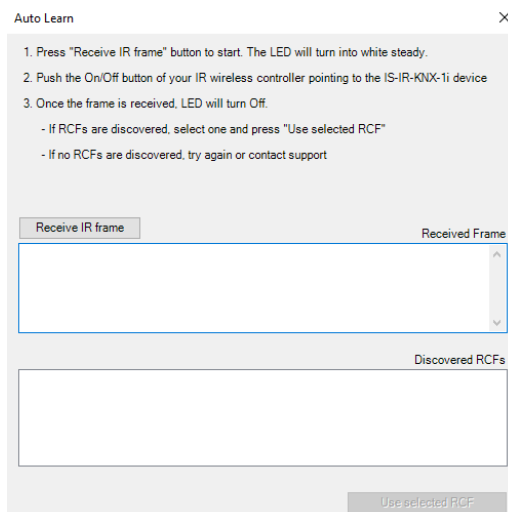 Auto Learn
1. Press "Receive IR frame" button to start. The LED will turn into white steady.
2. Push the On/Off button of your IR wireless controller pointing to the IS-IR-KNX-1i device
3. Once the frame is received, LED will turn Off.
- If RCFs are discovered, select one and press "Use selected RCF"
- If no RCFs are discovered, try again or contact support
Receive IR frame
Received Frame
Discovered RCFs
Use selected RCF